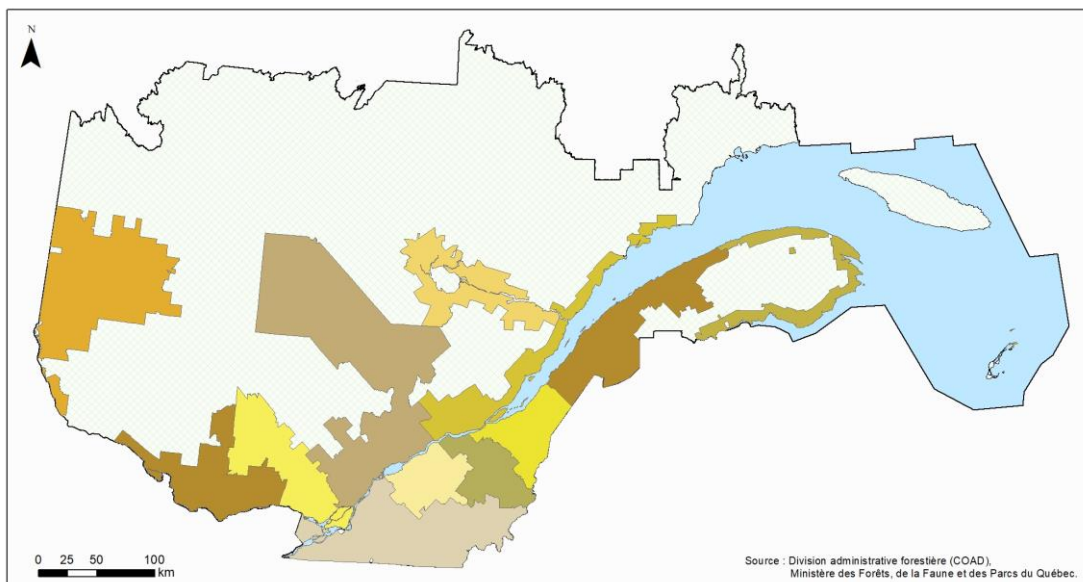 N
0 25 50 100
km
Source : Division administrative forestière (COAD),
Ministère des Forêts, de la Faune et des Parcs du Québec.